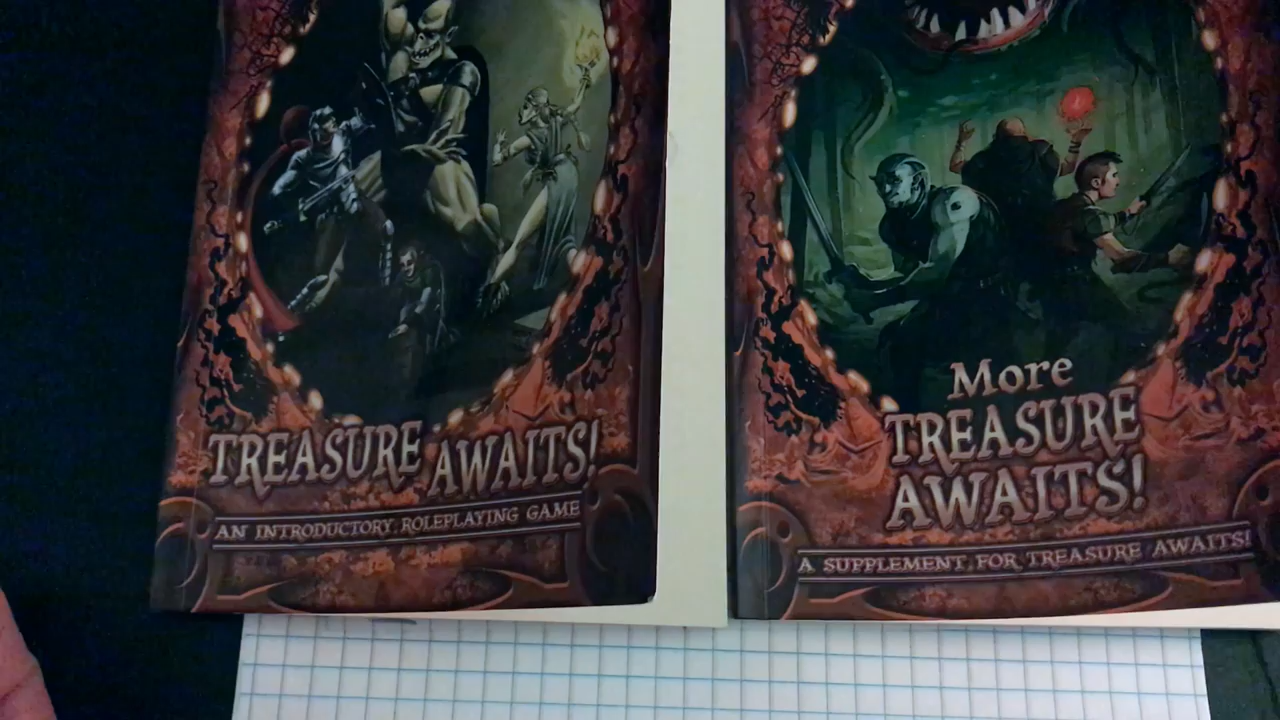 TREASURE AWAITS!
AN INTRODUCTORY ROLEPLAYING GAME
More
TREASURE
AWAITS!
A SUPPLEMENT FOR TREASURE AWAITS!